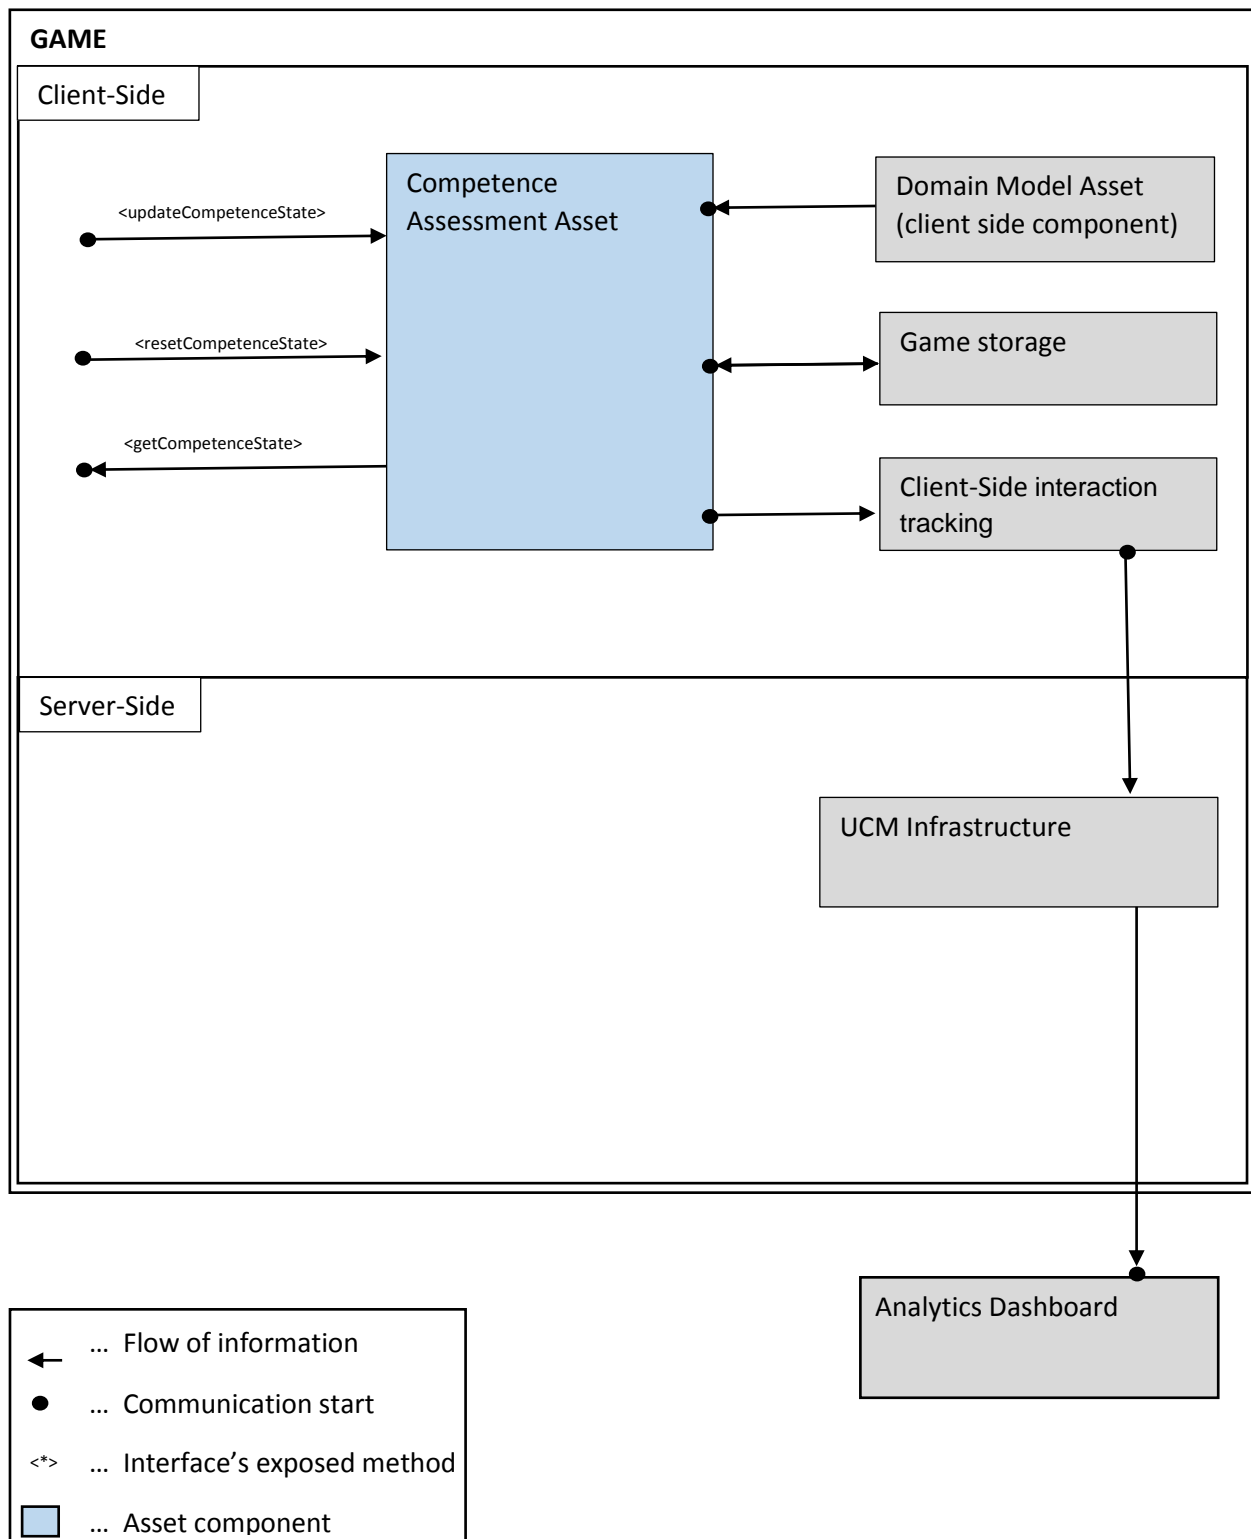 GAME
Client-Side
Competence
Assessment Asset
Domain Model Asset
(client side component)
<updateCompetenceState>
<resetCompetenceState>
Game storage
<getCompetenceState>
Client-Side interaction
tracking
Server-Side
UCM Infrastructure
Analytics Dashboard
... Flow of information
... Communication start
<*> ... Interface’s exposed method
... Asset component